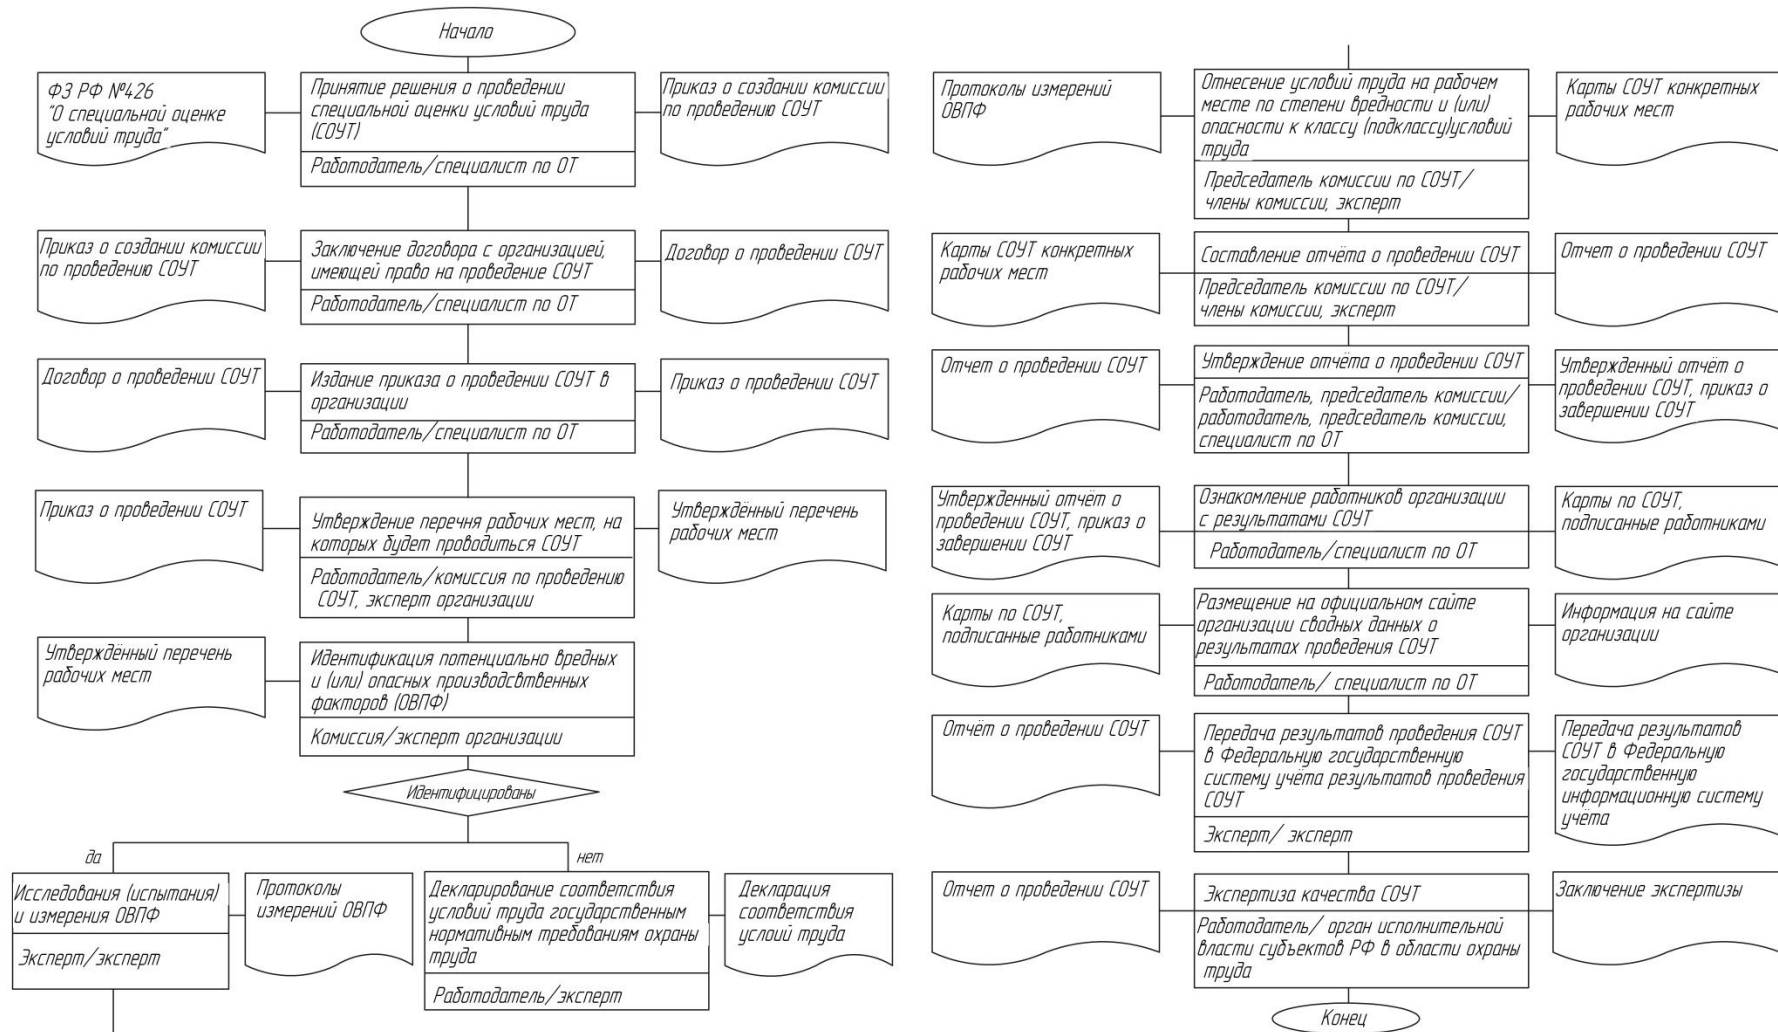 Начало
ФЗ РФ №426
"О специальной оценке
условий труда"
Принятие решения о проведении
специальной оценки условий труда
(СОУТ)
Работодатель/специалист по ОТ
Приказ о создании комиссии
по проведению СОУТ
Приказ о создании комиссии
по проведению СОУТ
Заключение договора с организацией,
имеющей право на проведение СОУТ
Работодатель/специалист по ОТ
Договор о проведении СОУТ
Договор о проведении СОУТ
Издание приказа о проведении СОУТ в
организации
Работодатель/специалист по ОТ
Приказ о проведении СОУТ
Приказ о проведении СОУТ
Утверждение перечня рабочих мест, на
которых будет проводиться СОУТ
Работодатель/комиссия по проведению
СОУТ, эксперт организации
Утверждённый перечень
рабочих мест
Утверждённый перечень
рабочих мест
Идентификация потенциально вредных
и (или) опасных производсвтвенных
факторов (ОВПФ)
Комиссия/эксперт организации
Идентифицированы
да
нет
Исследования (испытания)
и измерения ОВПФ
Эксперт/эксперт
Протоколы
измерений ОВПФ
Декларирование соответствия
условий труда государственным
нормативным требованиям охраны
труда
Работодатель/эксперт
Декларация
соответствия
услоий труда
Протоколы измерений
ОВПФ
Отнесение условий труда на рабочем
месте по степени вредности и (или)
опасности к классу (подклассу)условий
труда
Председатель комиссии по СОУТ/
члены комиссии, эксперт
Карты СОУТ конкретных
рабочих мест
Карты СОУТ конкретных
рабочих мест
Составление отчёта о проведении СОУТ
Председатель комиссии по СОУТ/
члены комиссии, эксперт
Отчет о проведении СОУТ
Отчет о проведении СОУТ
Утверждение отчёта о проведении СОУТ
Работодатель, председатель комиссии/
работодатель, председатель комиссии,
специалист по ОТ
Утвержденный отчёт о
проведении СОУТ, приказ о
завершении СОУТ
Утвержденный отчёт о
проведении СОУТ, приказ о
завершении СОУТ
Ознакомление работников организации
с результатами СОУТ
Работодатель/специалист по ОТ
Карты по СОУТ,
подписанные работниками
Карты по СОУТ,
подписанные работниками
Размещение на официальном сайте
организации сводных данных о
результатах проведения СОУТ
Работодатель/ специалист по ОТ
Информация на сайте
организации
Отчёт о проведении СОУТ
Передача результатов проведения СОУТ
в Федеральную государственную
систему учёта результатов проведения
СОУТ
Эксперт/ эксперт
Передача результатов
СОУТ в Федеральную
государственную
информационную систему
учёта
Отчет о проведении СОУТ
Экспертиза качества СОУТ
Работодатель/ орган исполнительной
власти субъектов РФ в области охраны
труда
Заключение экспертизы
Конец